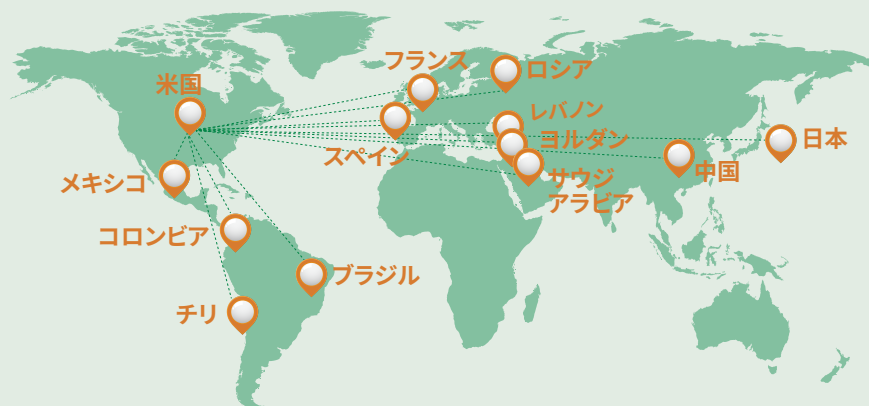 フランス
ロシア
米国
レバノン
ヨルダン
日本
スペイン
中国
サウジ
アラビア
メキシコ
コロンビア
ブラジル
チリ